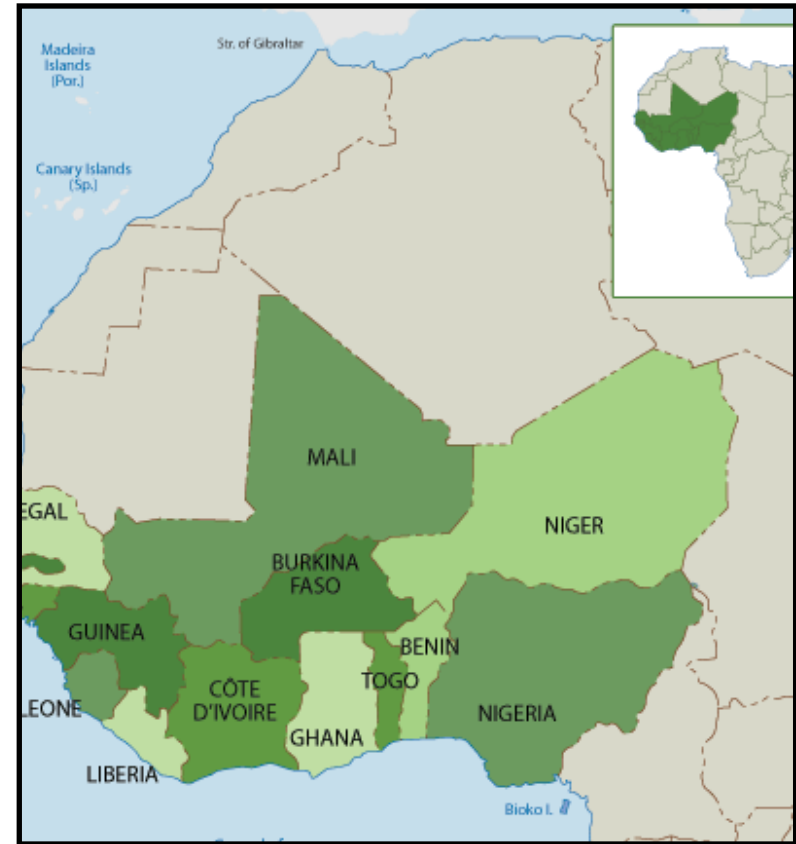 Madeira
Islands
(Por.)
Str. of Gibraltar
Canary Islands
(Sp.)
MALI
EGAL
NIGER
BURKINA
FASO
GUINEA
BENIN
TOGO
CÔTE
D'IVOIRE
LEONE
NIGERIA
GHANA
LIBERIA
Bioko I.